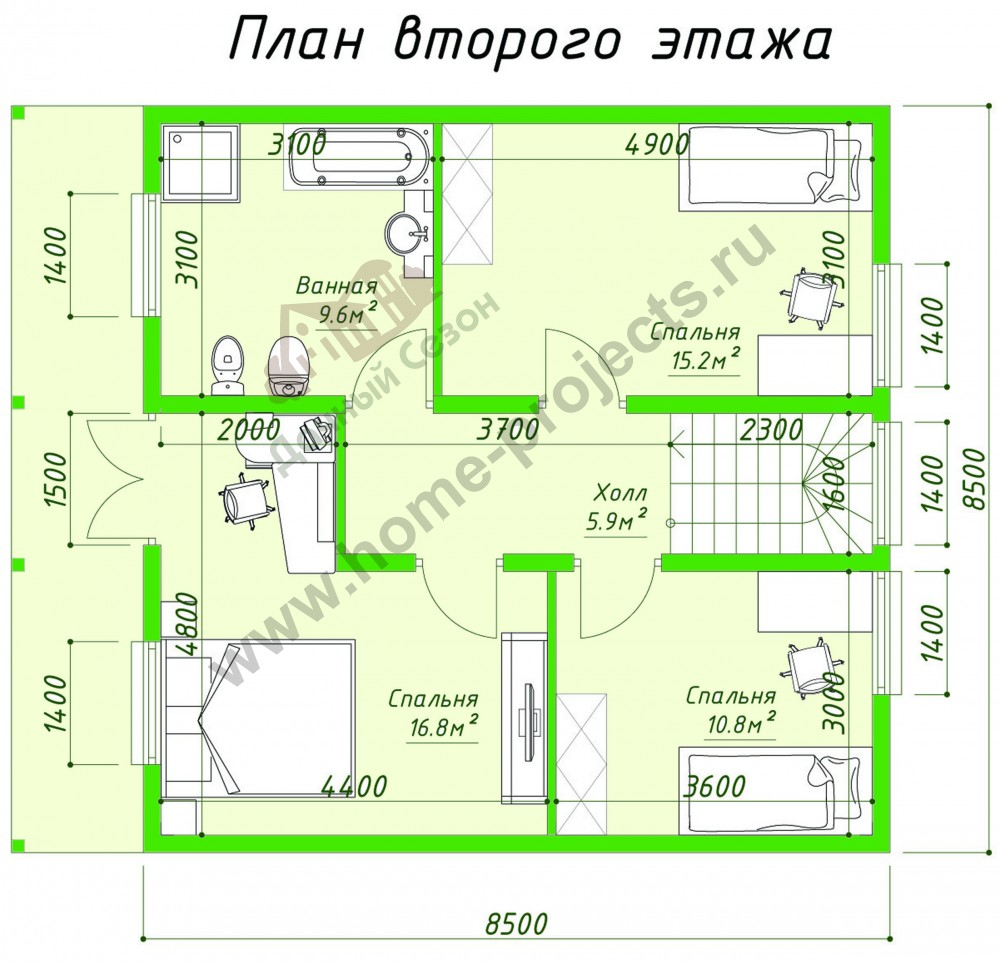 План второго этажа
3100
4900
1400
3100
3100
Ванная
9.6м²
Спальня
15.2м²
1400
Дачный Сезон
www.home-projects.ru
2000
3700
2300
1500
1600
1400
8500
Холл
5.9м²
4800
1400
1400
Спальня
16.8м²
Спальня
10.8м²
3000
4400
3600
8500